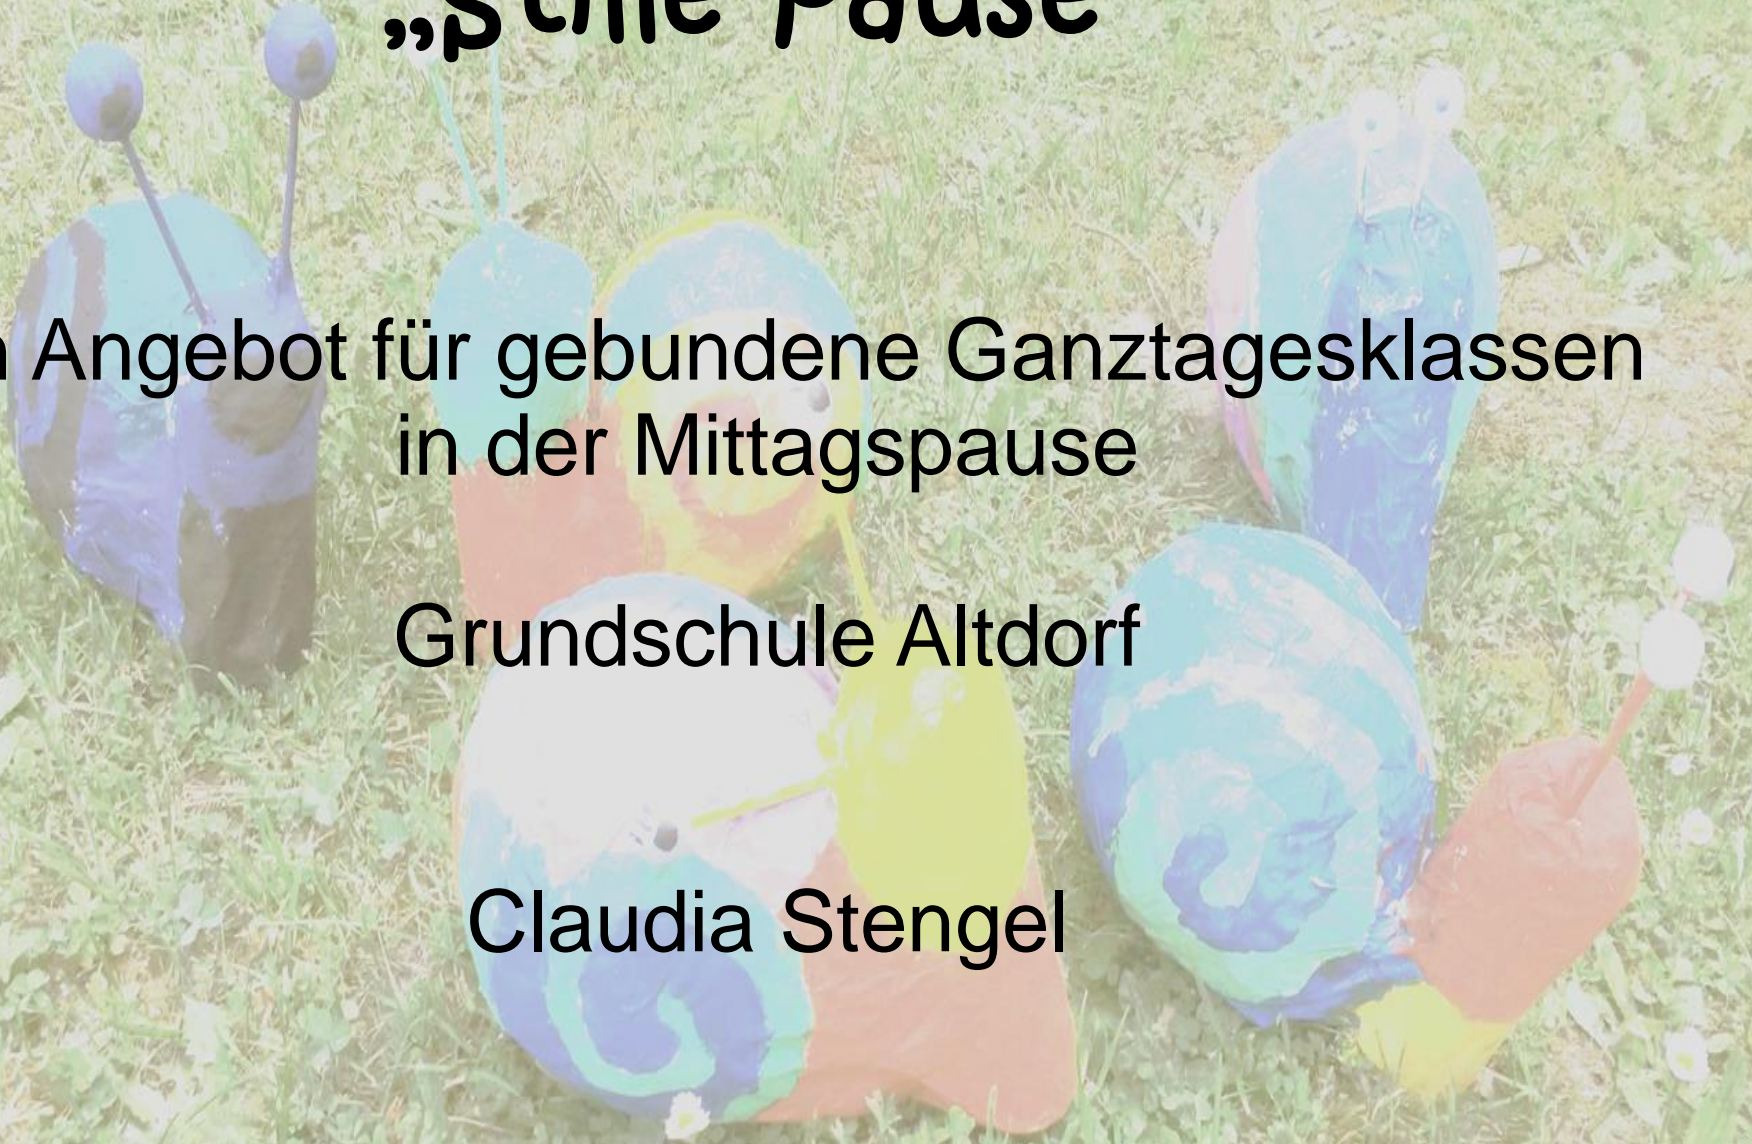 „Stille Pause
Angebot für gebundene Ganztagesklassen
in der Mittagspause
Grundschule Altdorf
Claudia Stengel